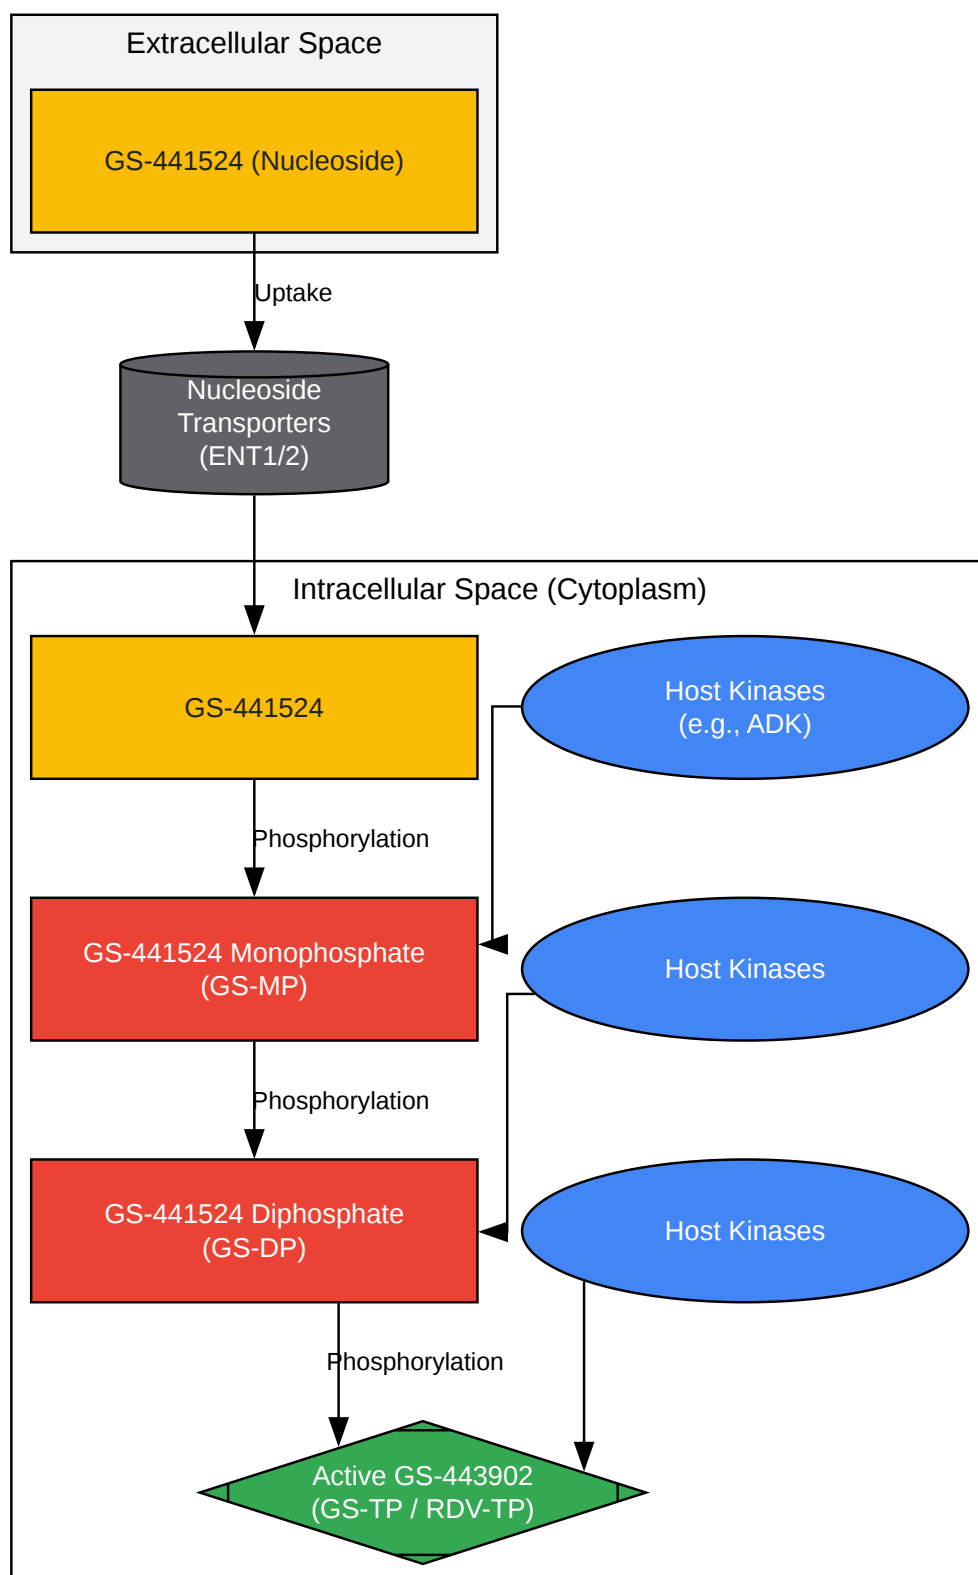 Extracellular Space
GS-441524 (Nucleoside)
Uptake
Nucleoside
Transporters
(ENT1/2)
Intracellular Space (Cytoplasm)
GS-441524
Host Kinases
(e.g., ADK)
Phosphorylation
GS-441524 Monophosphate
(GS-MP)
Host Kinases
Phosphorylation
GS-441524 Diphosphate
(GS-DP)
Host Kinases
Phosphorylation
Active GS-443902
(GS-TP / RDV-TP)